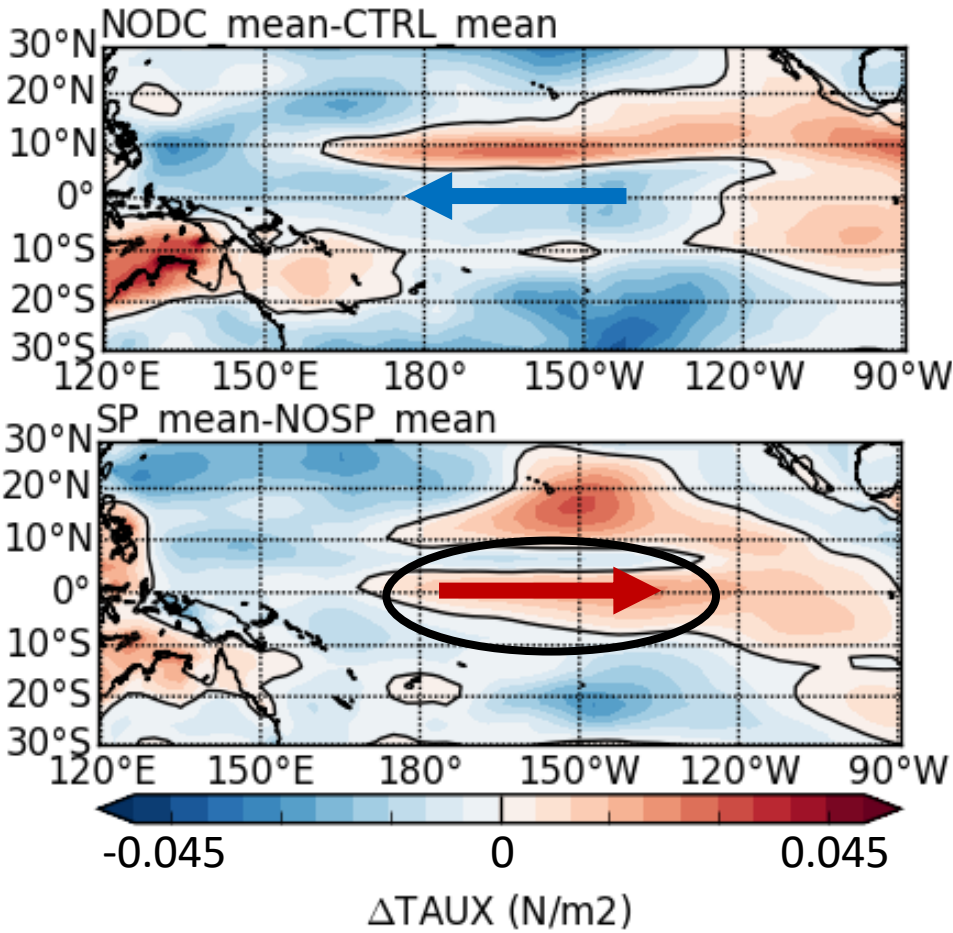 NODC_mean-CTRL_mean
30°N
20°N
10°N
0°
10°S
20°S
30°S
120°E 150°E 180° 150°W 120°W 90°W
SP_mean-NOSP_mean
30°N
20°N
10°N
0°
10°S
20°S
30°S
120°E 150°E 180° 150°W 120°W 90°W
-0.045 0 0.045
ΔTAUX (N/m2)